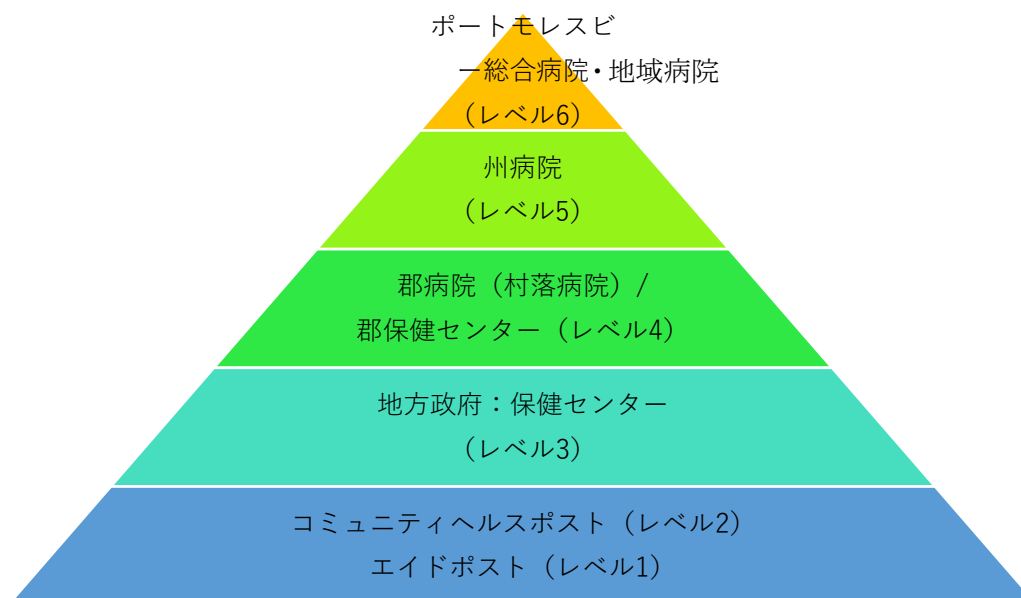 ポートモレスビ
ー総合病院・地域病院
（レベル6）
州病院
（レベル5）
郡病院（村落病院）/
郡保健センター（レベル4）
地方政府：保健センター
（レベル3）
コミュニティヘルスポスト（レベル2）
エイドポスト（レベル1）